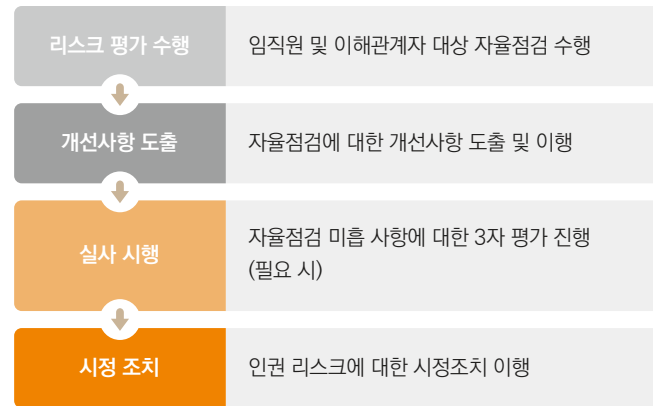 리스크 평가 수행
임직원 및 이해관계자 대상 자율점검 수행
개선사항 도출
자율점검에 대한 개선사항 도출 및 이행
실사 시행
자율점검 미흡 사항에 대한 3자 평가 진행
(필요 시)
시정 조치
인권 리스크에 대한 시정조치 이행